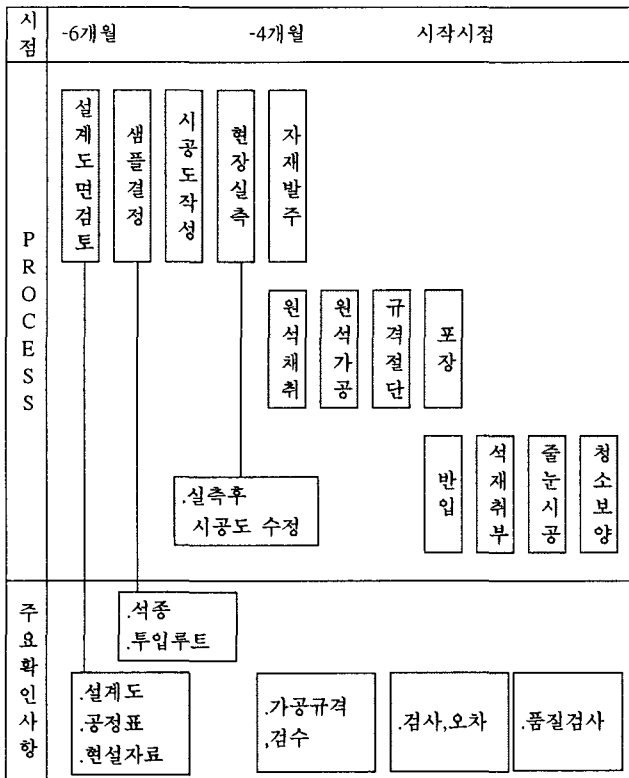 시점
-6개월
-4개월
시작시점
PROCESS
설계도면검토
샘플결정
시공도작성
현장실측
자재발주
원석채취
원석가공
규격절단
포장
반입
석재취부
줄눈시공
청소보양
.실측후
시공도 수정
주요확인사항
.석종
.투입루트
.설계도
.공정표
.현설자료
.가공규격
,검수
.검사,오차
.품질검사